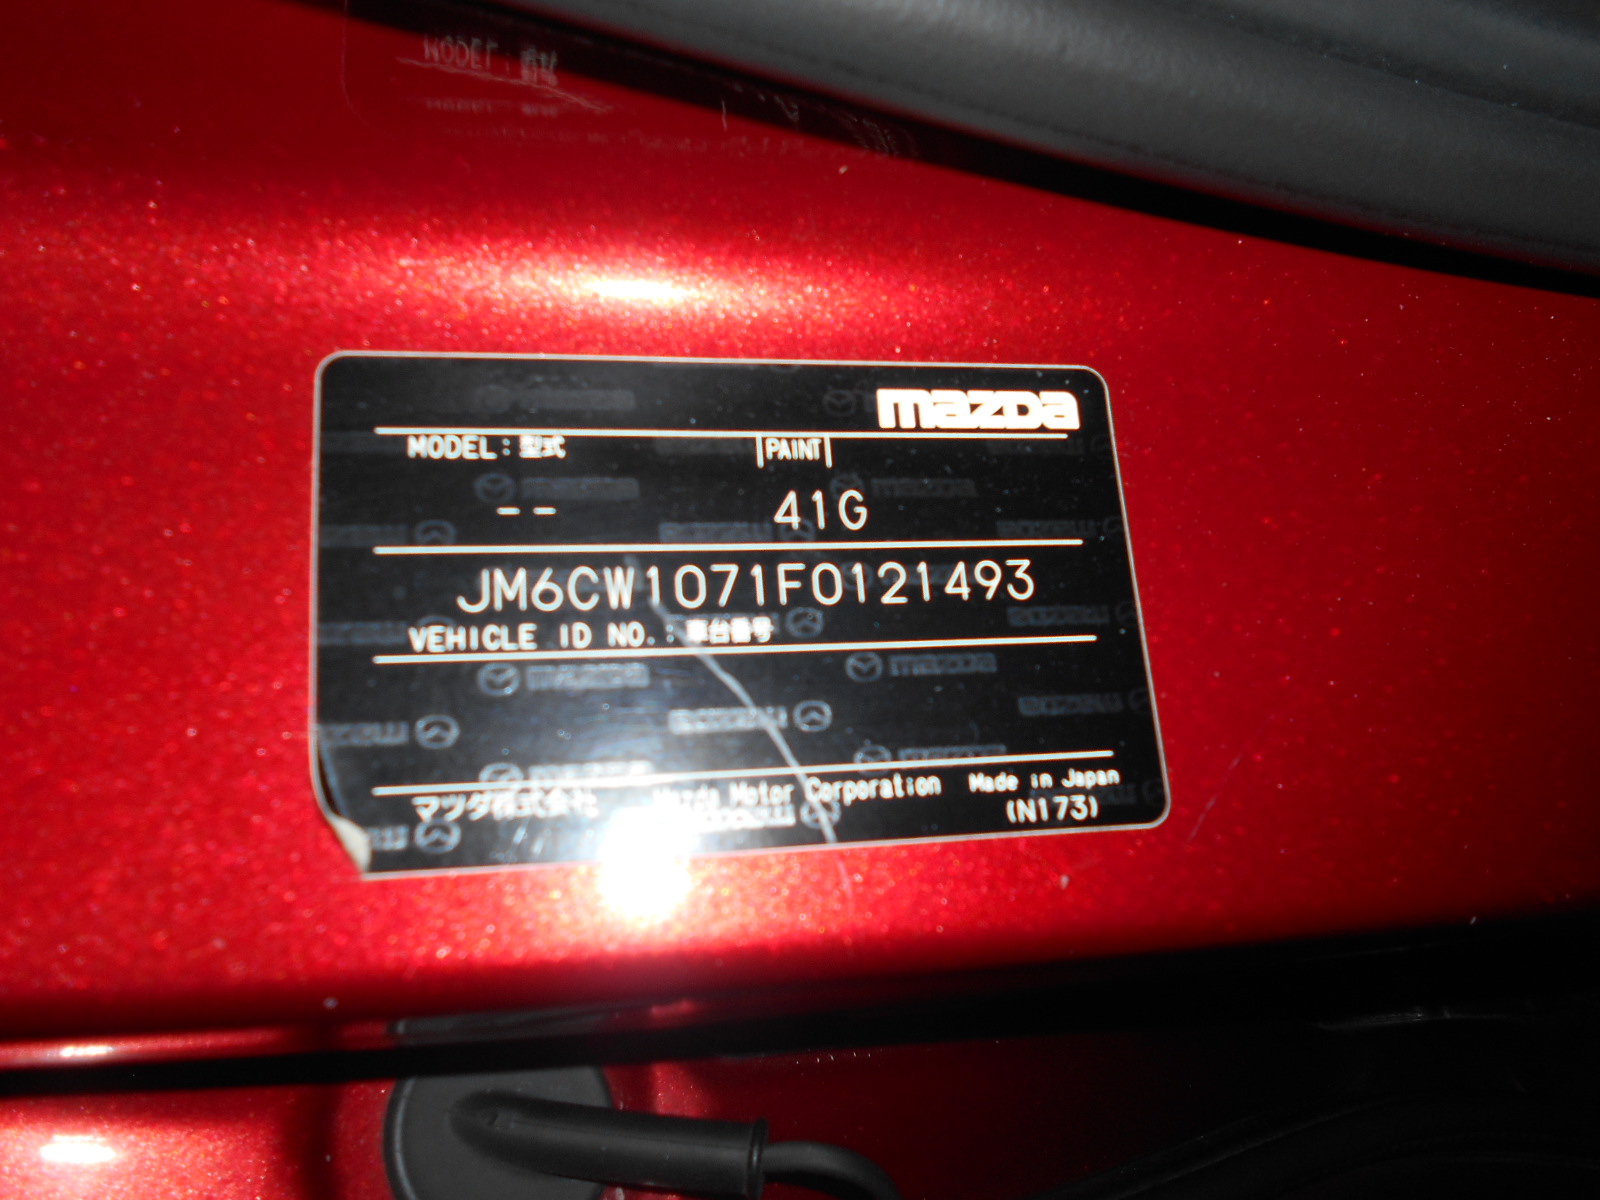 mazda
MODEL : 型式 PAINT
-- 41G
JM6CW1071F0121493
VEHICLE ID NO. : 車台番号
マツダ株式会社 Mazda Motor Corporation Made in Japan
(N173)